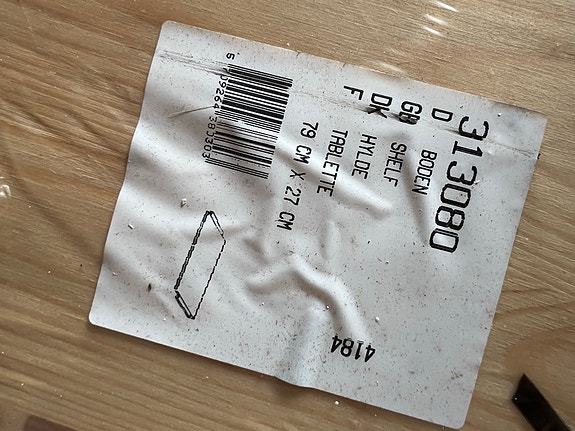 313080
D BODEN
GB SHELF
DK HYLDE
F TABLETTE
79 CM X 27 CM
4184